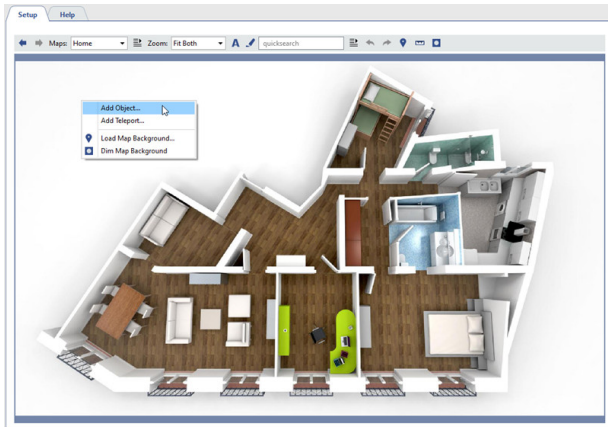 Setup Help
Maps: Home Zoom: Fit Both A quicksearch
Add Object...
Add Teleport...
Load Map Background...
Dim Map Background